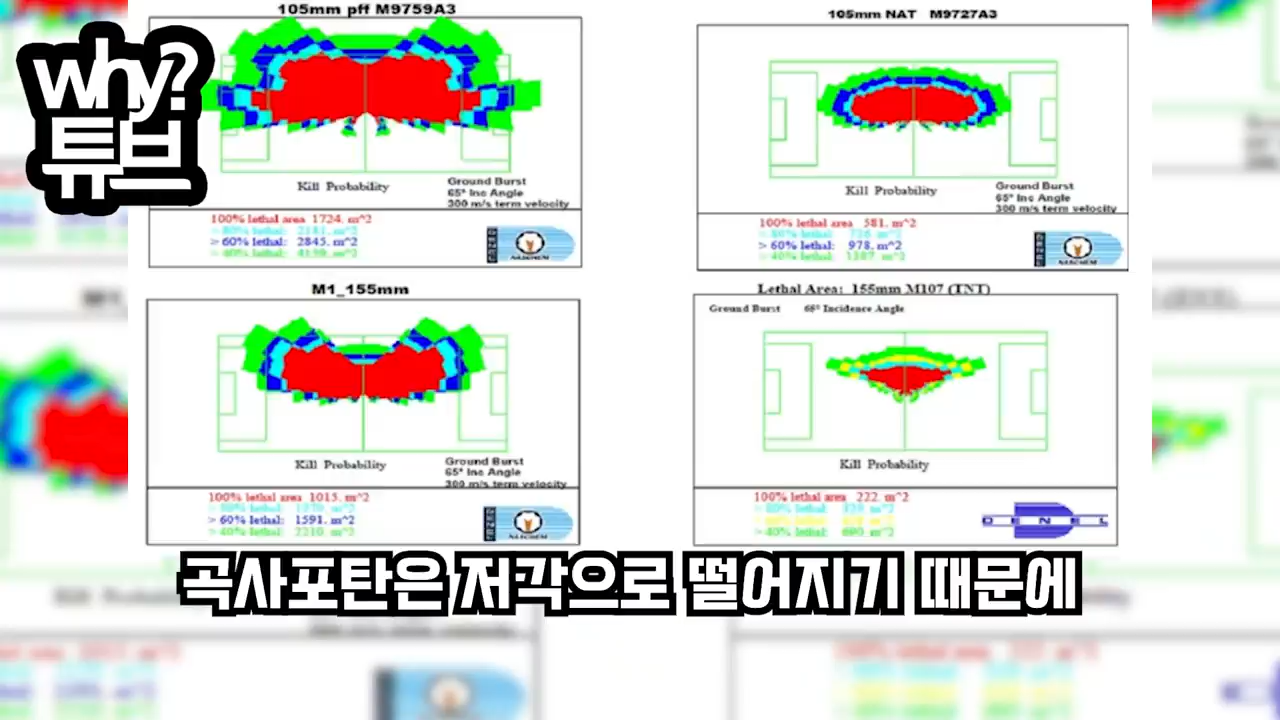 why?
튜브
105mm pff M9759A3
Kill Probability
Ground Burst
65° Inc Angle
300 m/s term velocity
100% lethal area 1724. m^2
> 60% lethal: 2845. m^2
105mm NAT M9727A3
Kill Probability
Ground Burst
65° Inc Angle
300 m/s term velocity
100% lethal area 581. m^2
> 60% lethal: 978. m^2
M1_155mm
Kill Probability
Ground Burst
65° Inc Angle
300 m/s term velocity
100% lethal area 1015. m^2
> 60% lethal: 1591. m^2
Lethal Area: 155mm M107 (TNT)
Ground Burst 65° Incidence Angle
Kill Probability
100% lethal area 222. m^2
DENEL
곡사포탄은 저각으로 떨어지기 때문에